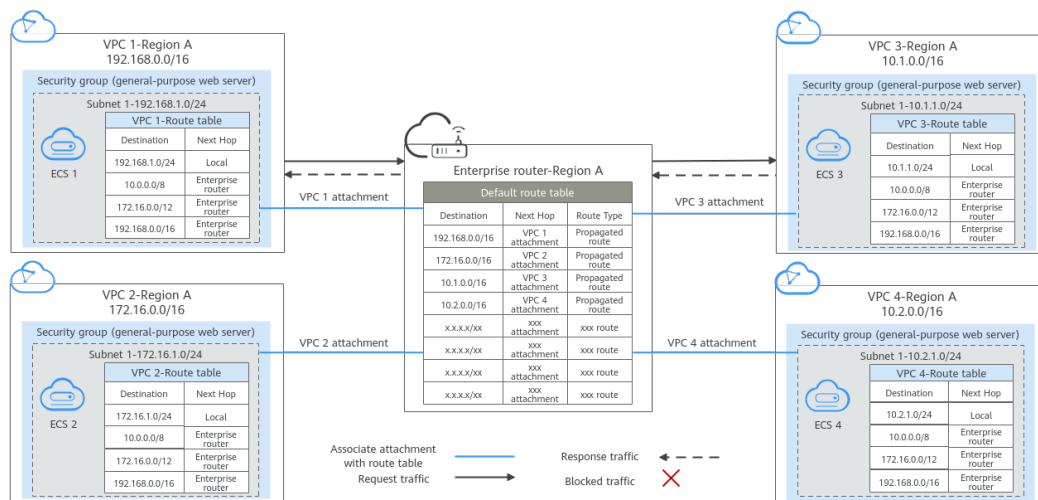 VPC 1-Region A
192.168.0.0/16
Security group (general-purpose web server)
Subnet 1-192.168.1.0/24
VPC 1-Route table
Destination Next Hop
192.168.1.0/24 Local
10.0.0.0/8 Enterprise router
172.16.0.0/12 Enterprise router
192.168.0.0/16 Enterprise router
ECS 1
VPC 2-Region A
172.16.0.0/16
Security group (general-purpose web server)
Subnet 1-172.16.1.0/24
VPC 2-Route table
Destination Next Hop
172.16.1.0/24 Local
10.0.0.0/8 Enterprise router
172.16.0.0/12 Enterprise router
192.168.0.0/16 Enterprise router
ECS 2
VPC 1 attachment
VPC 2 attachment
Enterprise router-Region A
Default route table
Destination Next Hop Route Type
192.168.0.0/16 VPC 1 attachment Propagated route
172.16.0.0/16 VPC 2 attachment Propagated route
10.1.0.0/16 VPC 3 attachment Propagated route
10.2.0.0/16 VPC 4 attachment Propagated route
x.x.x.x/xx xxx attachment xxx route
x.x.x.x/xx xxx attachment xxx route
x.x.x.x/xx xxx attachment xxx route
x.x.x.x/xx xxx attachment xxx route
VPC 3 attachment
VPC 4 attachment
VPC 3-Region A
10.1.0.0/16
Security group (general-purpose web server)
Subnet 1-10.1.1.0/24
VPC 3-Route table
Destination Next Hop
10.1.1.0/24 Local
10.0.0.0/8 Enterprise router
172.16.0.0/12 Enterprise router
192.168.0.0/16 Enterprise router
ECS 3
VPC 4-Region A
10.2.0.0/16
Security group (general-purpose web server)
Subnet 1-10.2.1.0/24
VPC 4-Route table
Destination Next Hop
10.2.1.0/24 Local
10.0.0.0/8 Enterprise router
172.16.0.0/12 Enterprise router
192.168.0.0/16 Enterprise router
ECS 4
Associate attachment
with route table
Request traffic
Response traffic
Blocked traffic